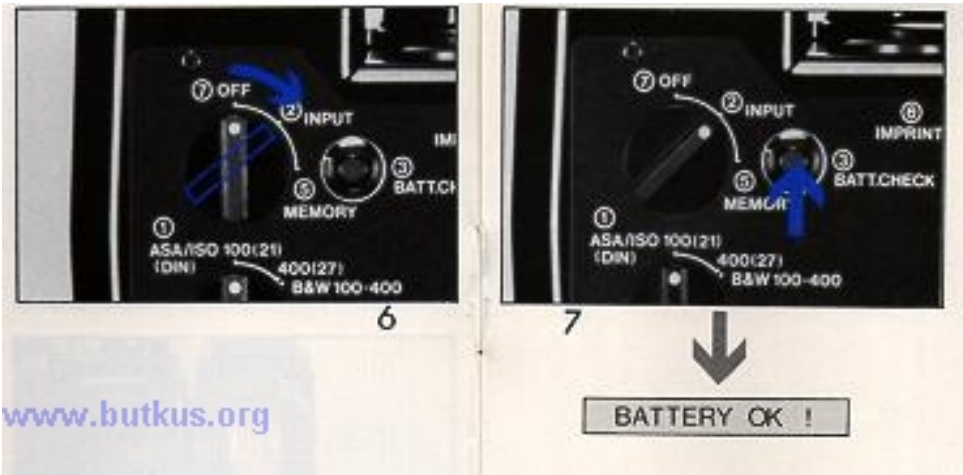 ⑦ OFF
② INPUT
③
BATT.CH
⑤
MEMORY
①
ASA/ISO 100(21)
(DIN)
400(27)
B&W 100-400
6
www.butkus.org
⑦ OFF
② INPUT
⑥
IMPRINT
③
BATT.CHECK
⑤
MEMORY
①
ASA/ISO 100(21)
(DIN)
400(27)
B&W 100-400
7
BATTERY OK !